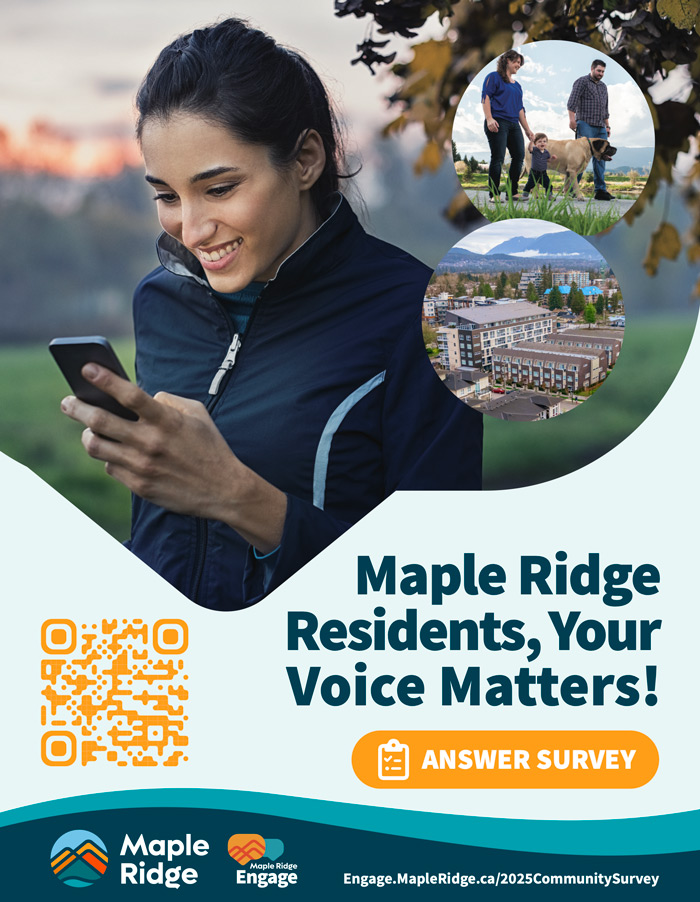 Maple Ridge
Residents, Your
Voice Matters!
ANSWER SURVEY
Maple
Ridge
Maple Ridge
Engage
Engage.MapleRidge.ca/2025CommunitySurvey